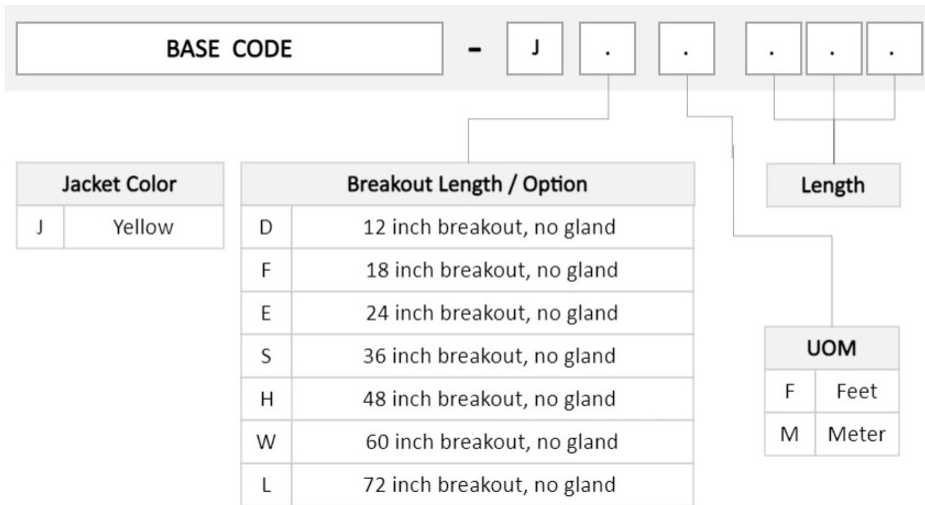 BASE CODE - J . . . . .
Jacket Color
J Yellow
Breakout Length / Option
D 12 inch breakout, no gland
F 18 inch breakout, no gland
E 24 inch breakout, no gland
S 36 inch breakout, no gland
H 48 inch breakout, no gland
W 60 inch breakout, no gland
L 72 inch breakout, no gland
Length
UOM
F Feet
M Meter